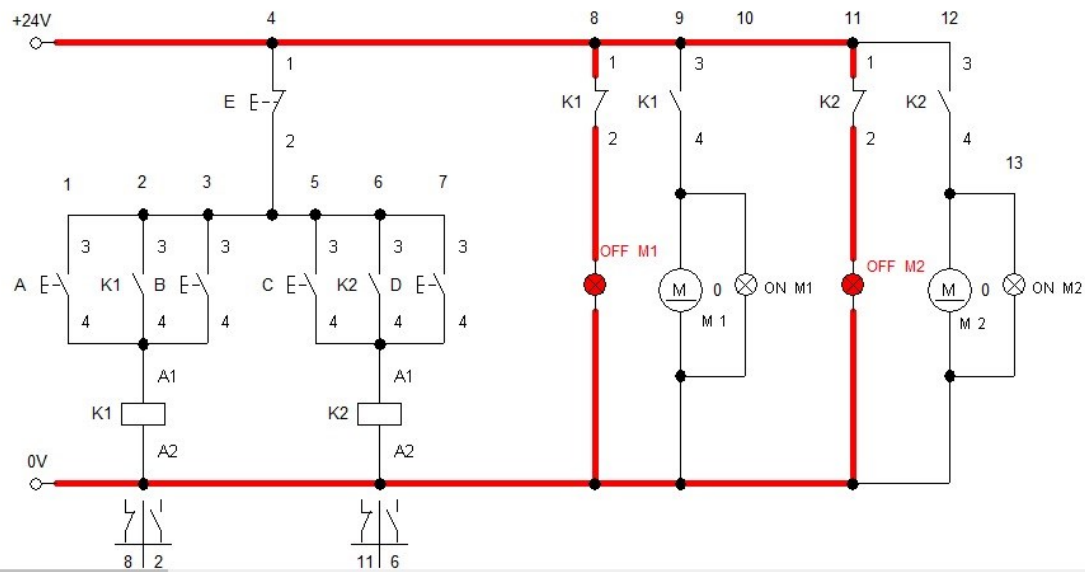 +24V 4 8 9 10 11 12
1 1 3 1 3
E K1 K1 K2 K2
2 2 4 2 4
13
1 2 3 5 6 7
3 3 3 3 3 3
OFF M1 OFF M2
A K1 B C K2 D
M 0 ON M1 M 0 ON M2
4 4 4 4 4 4
M 1 M 2
A1 A1
K1 K2
A2 A2
0V
8 2 11 6